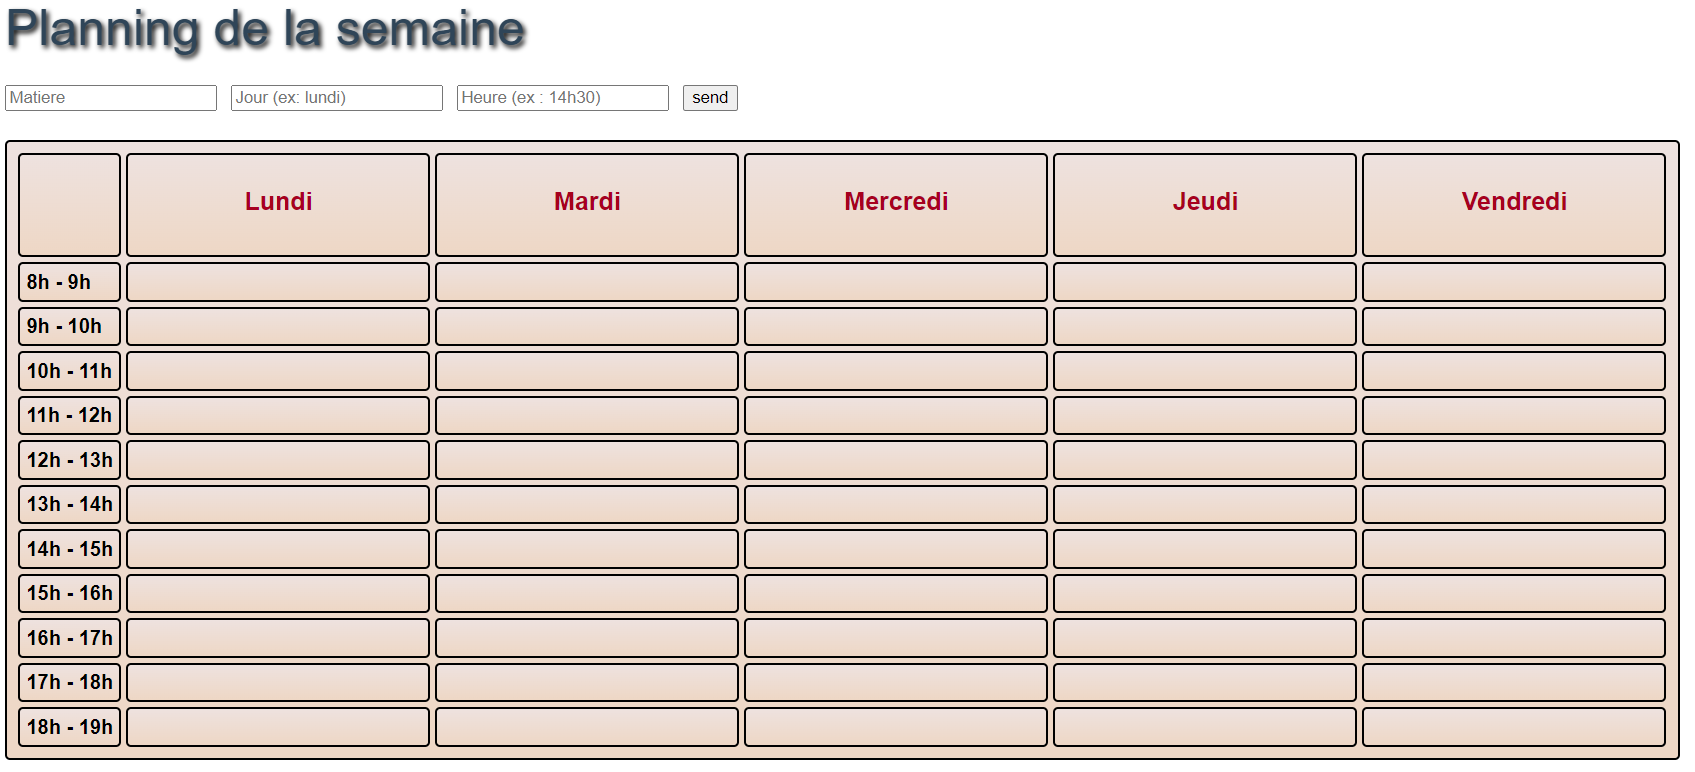 Planning de la semaine
Matiere Jour (ex: lundi) Heure (ex : 14h30) send
Lundi Mardi Mercredi Jeudi Vendredi
8h - 9h
9h - 10h
10h - 11h
11h - 12h
12h - 13h
13h - 14h
14h - 15h
15h - 16h
16h - 17h
17h - 18h
18h - 19h